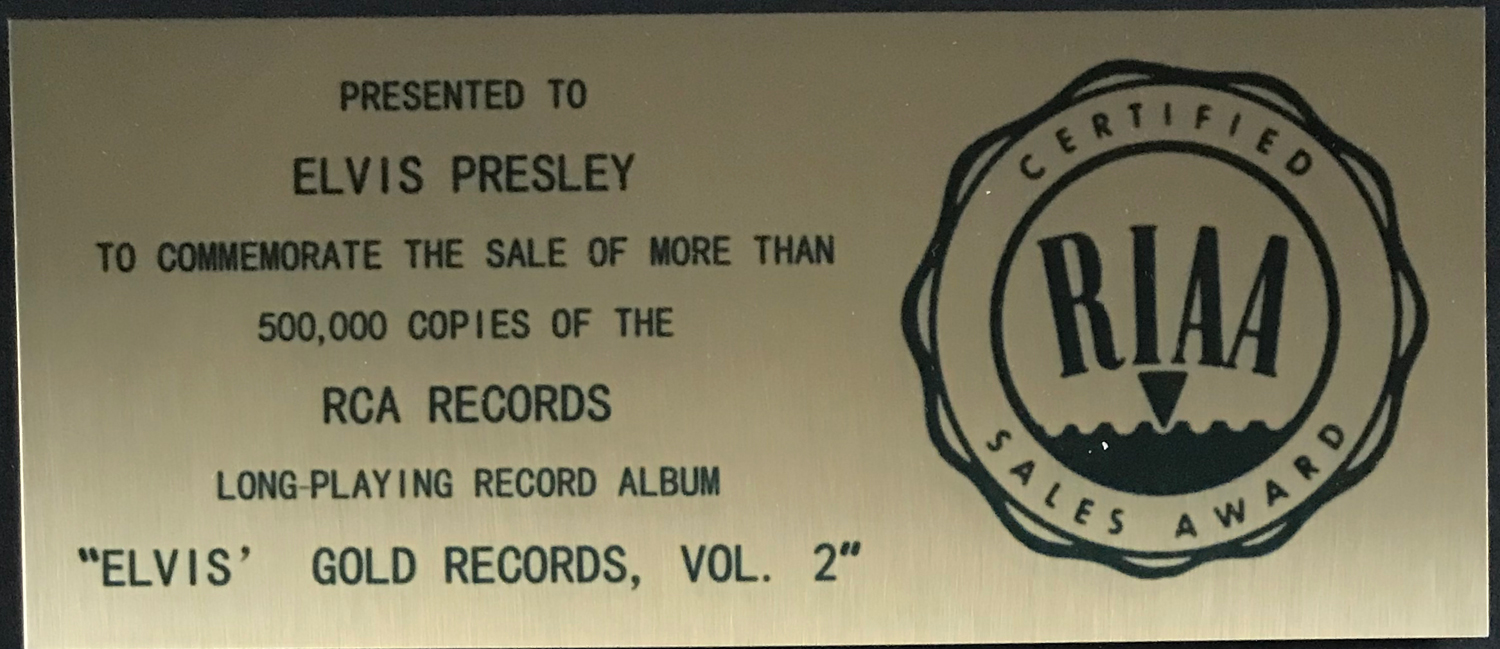 PRESENTED TO
ELVIS PRESLEY
TO COMMEMORATE THE SALE OF MORE THAN
500,000 COPIES OF THE
RCA RECORDS
LONG-PLAYING RECORD ALBUM
"ELVIS' GOLD RECORDS, VOL. 2"
CERTIFIED
RIAA
SALES AWARD